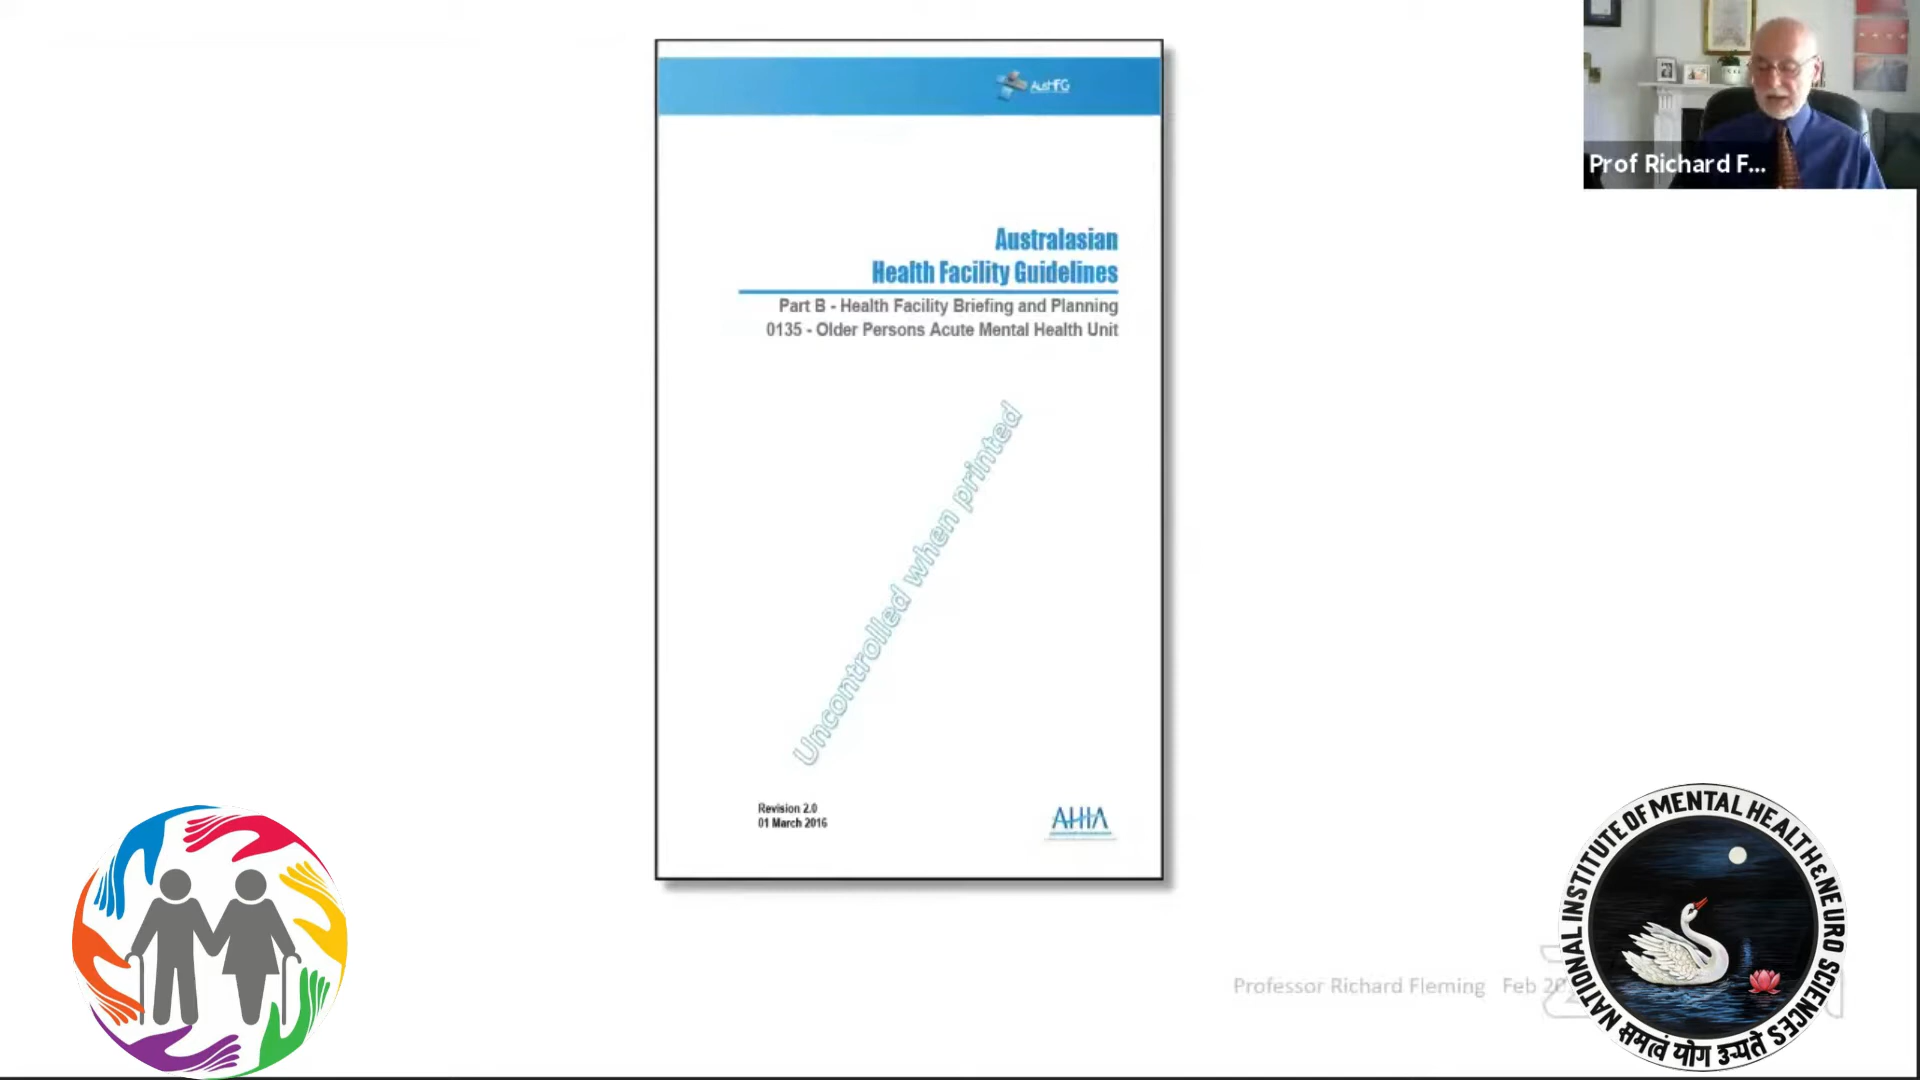 AusHFG
Prof Richard F...
Australasian
Health Facility Guidelines
Part B - Health Facility Briefing and Planning
0135 - Older Persons Acute Mental Health Unit
Uncontrolled when printed
Revision 2.0
01 March 2016
AHIA
Professor Richard Fleming Feb
NATIONAL INSTITUTE OF MENTAL HEALTH & NEURO SCIENCES
समत्वं योग उच्यते